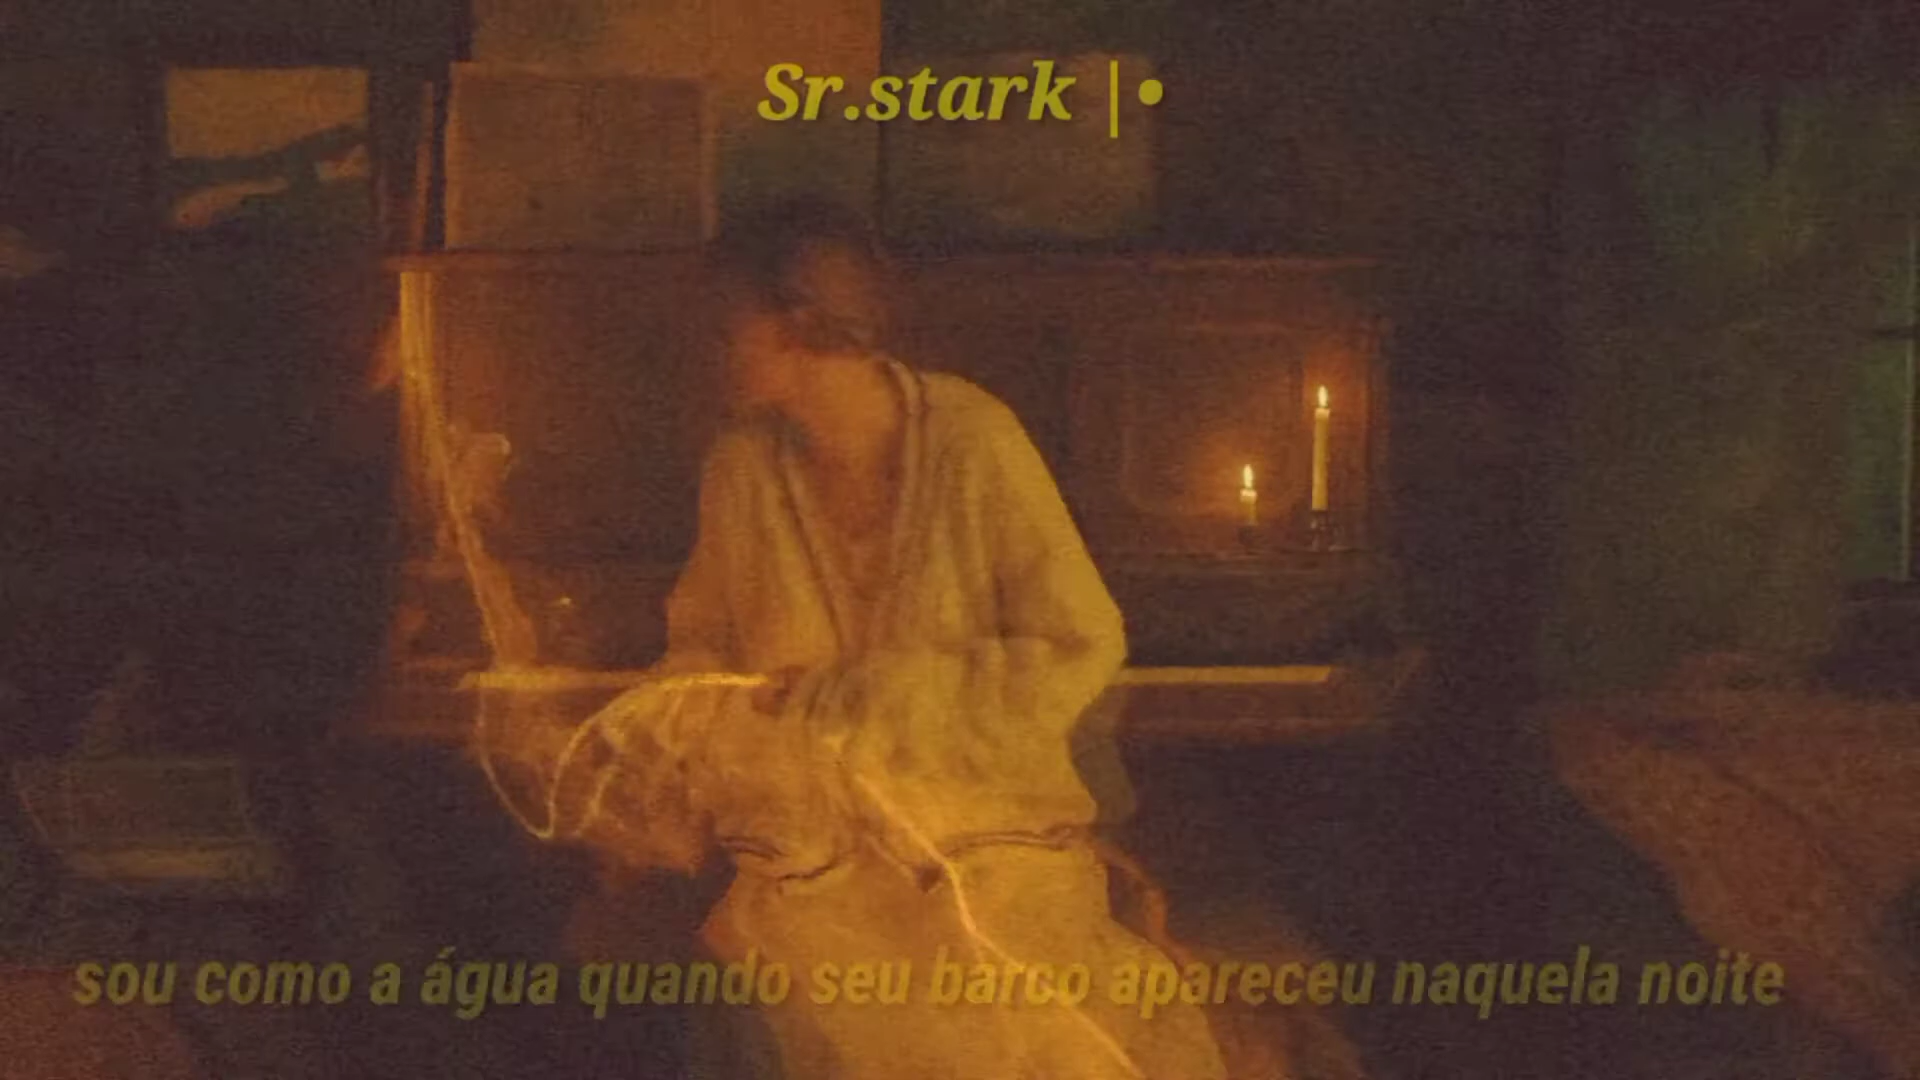 Sr.stark |•
sou como a água quando seu barco apareceu naquela noite